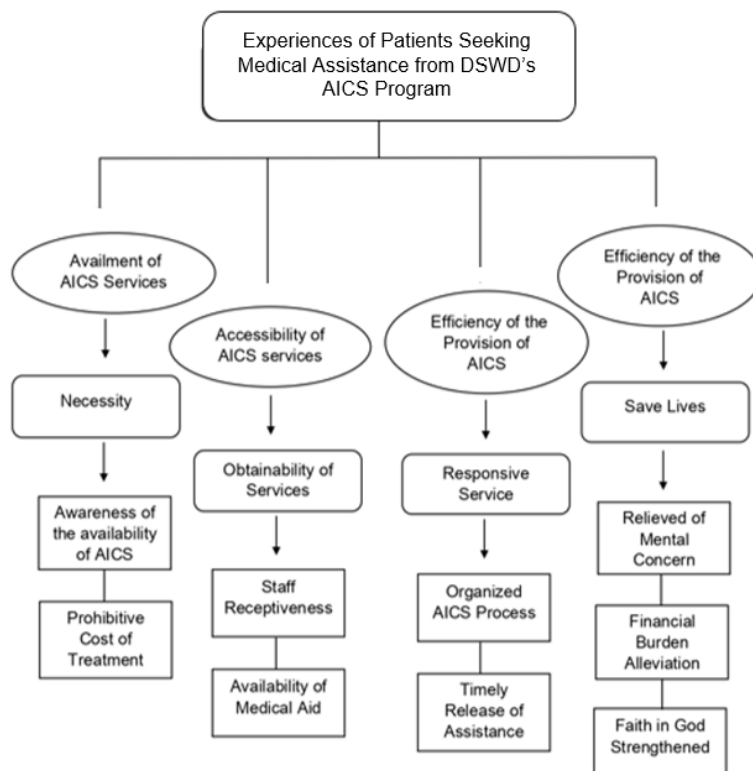 Experiences of Patients Seeking
Medical Assistance from DSWD's
AICS Program
Availment of
AICS Services
Necessity
Awareness of
the availability
of AICS
Prohibitive
Cost of
Treatment
Accessibility of
AICS services
Obtainability of
Services
Staff
Receptiveness
Availability of
Medical Aid
Efficiency of the
Provision of
AICS
Responsive
Service
Organized
AICS Process
Timely
Release of
Assistance
Efficiency of the
Provision of
AICS
Save Lives
Relieved of
Mental
Concern
Financial
Burden
Alleviation
Faith in God
Strengthened